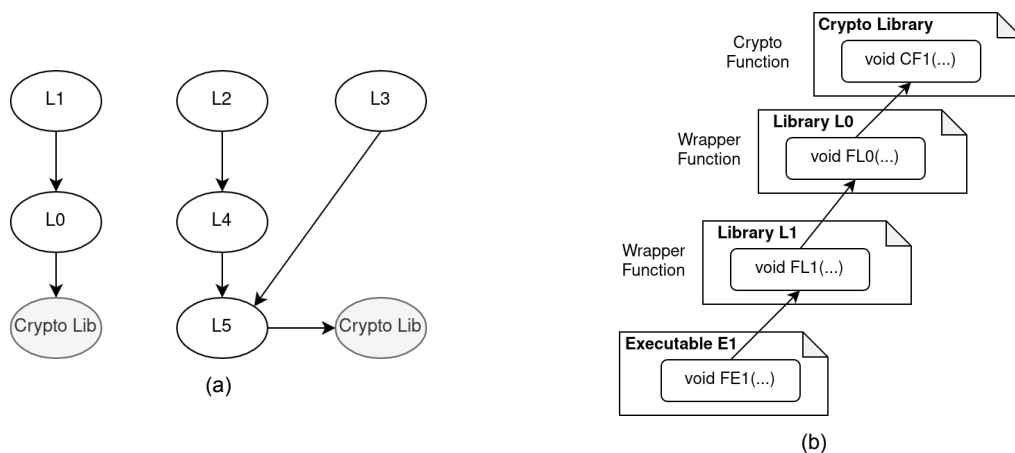 L1
L2
L3
L0
L4
Crypto Lib
L5
Crypto Lib
(a)
Crypto Library
Crypto
Function
void CF1(...)
Library L0
Wrapper
Function
void FL0(...)
Library L1
Wrapper
Function
void FL1(...)
Executable E1
void FE1(...)
(b)